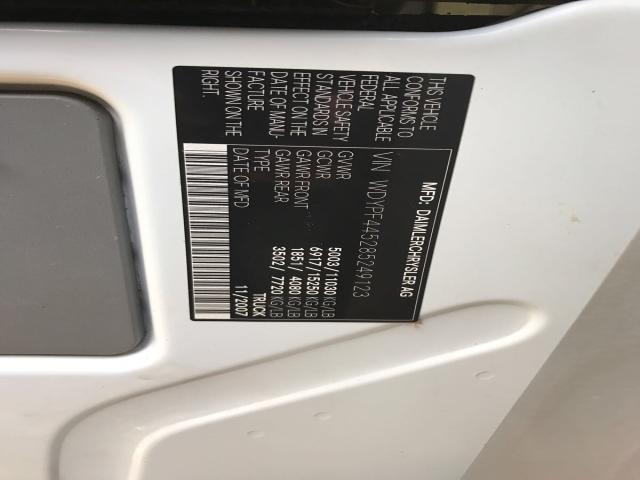 MFD: DAIMLERCHRYSLER AG
THIS VEHICLE
CONFORMS TO
ALL APPLICABLE
FEDERAL
VEHICLE SAFETY
STANDARDS IN
EFFECT ON THE
DATE OF MANU-
FACTURE
SHOWN ON THE
RIGHT.
VIN WDYPF445285249123
GVWR 5003/11030 KG/LB
GCWR 6917/15250 KG/LB
GAWR FRONT 1851/ 4080 KG/LB
GAWR REAR 3502/ 7720 KG/LB
TYPE TRUCK
DATE OF MFD 11/2007